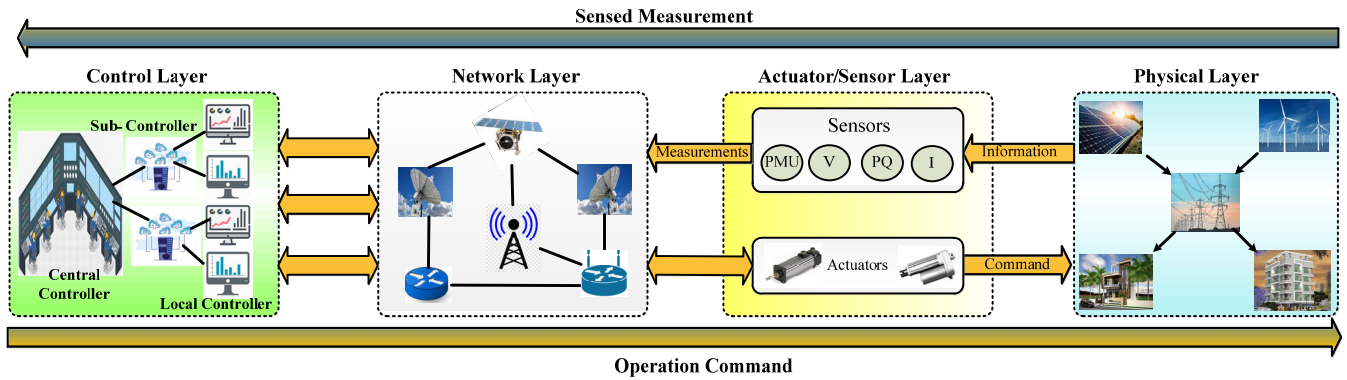 Sensed Measurement
Control Layer
Network Layer
Actuator/Sensor Layer
Physical Layer
Sub- Controller
Central
Controller
Local Controller
Measurements
Sensors
PMU
V
PQ
I
Information
Actuators
Command
Operation Command